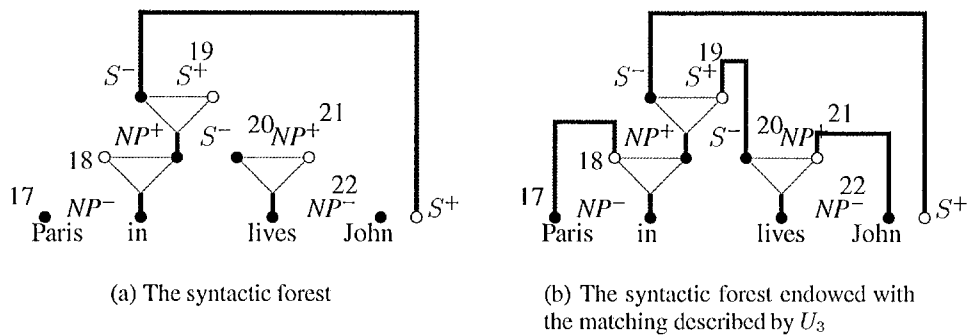 19
S⁻ S⁺
NP⁺ S⁻ 20 NP⁺ 21
18
17 NP⁻ 22 NP⁻ S⁺
Paris in lives John
(a) The syntactic forest
19
S⁻ S⁺
NP⁺ S⁻ 20 NP⁺ 21
18
17 NP⁻ 22 NP⁻ S⁺
Paris in lives John
(b) The syntactic forest endowed with
the matching described by U₃